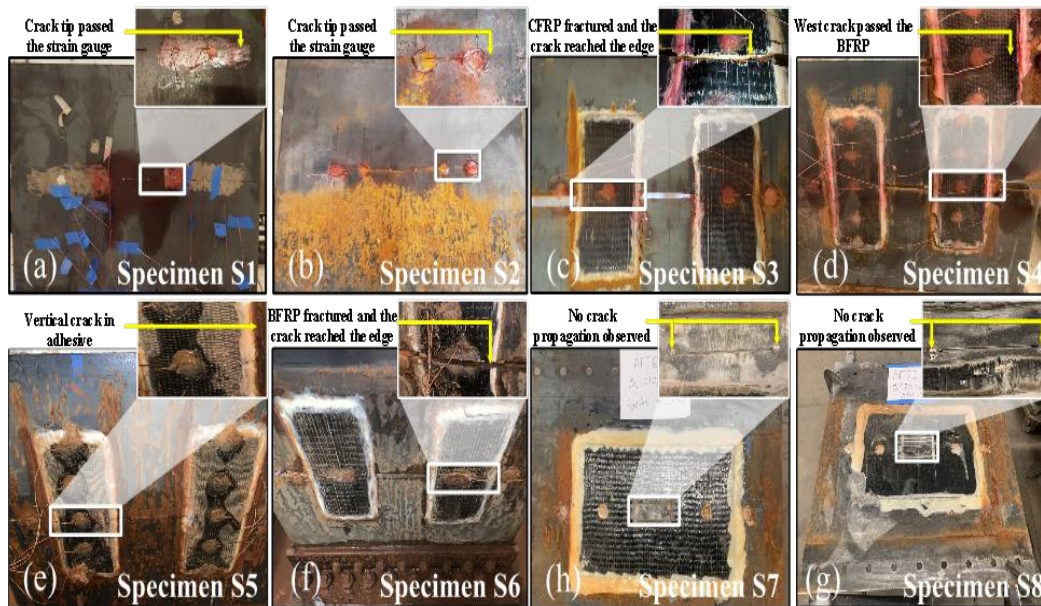 Crack tip passed
the strain gauge
(a)
Specimen S1
Crack tip passed
the strain gauge
(b)
Specimen S2
CFRP fractured and the
crack reached the edge
(c)
Specimen S3
West crack passed the
BFRP
(d)
Specimen S4
Vertical crack in
adhesive
(e)
Specimen S5
BFRP fractured and the
crack reached the edge
(f)
Specimen S6
No crack
propagation observed
(h)
Specimen S7
No crack
propagation observed
(g)
Specimen S8